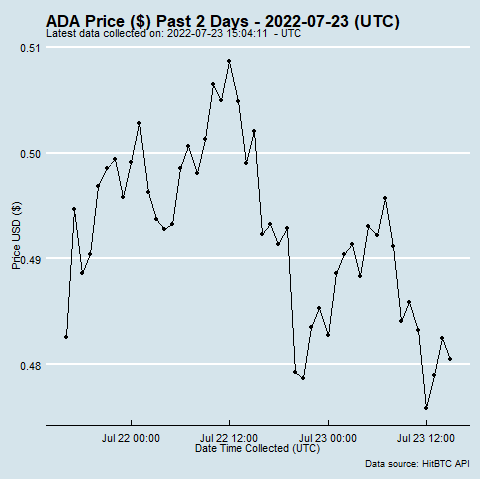 ADA Price ($) Past 2 Days - 2022-07-23 (UTC)
Latest data collected on: 2022-07-23 15:04:11 - UTC
0.51
0.50
0.49
0.48
Price USD ($)
Jul 22 00:00 Jul 22 12:00 Jul 23 00:00 Jul 23 12:00
Date Time Collected (UTC)
Data source: HitBTC API